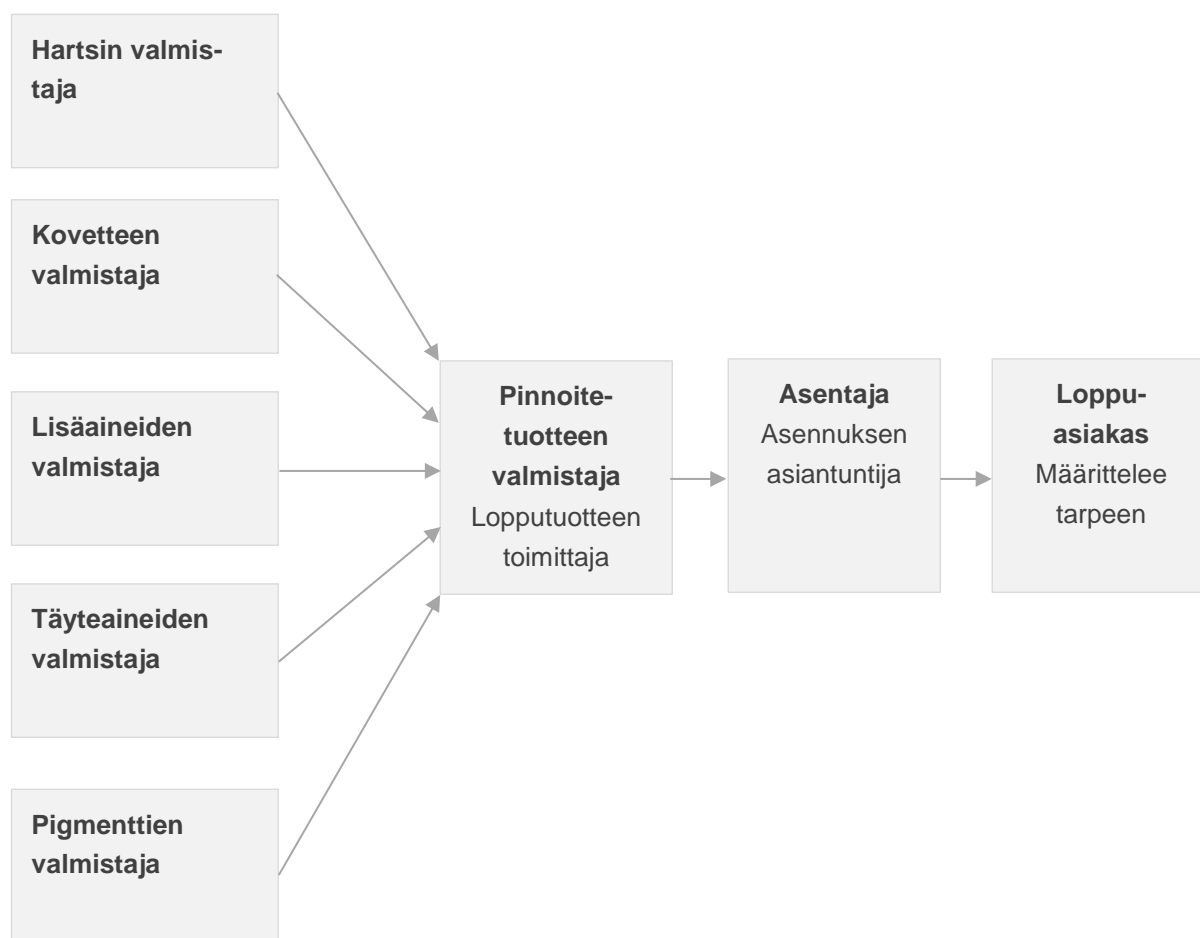 Hartsin valmis-
taja
Kovetteen
valmistaja
Lisäaineiden
valmistaja
Täyteaineiden
valmistaja
Pigmenttien
valmistaja
Pinnoite-
tuotteen
valmistaja
Lopputuotteen
toimittaja
Asentaja
Asennuksen
asiantuntija
Loppu-
asiakas
Määrittelee
tarpeen